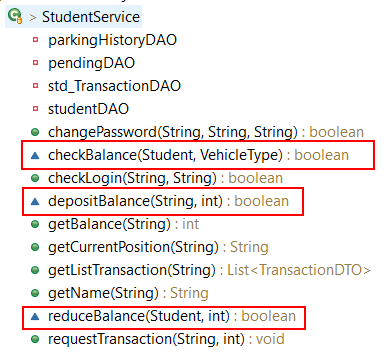 > StudentService
parkingHistoryDAO
pendingDAO
std_TransactionDAO
studentDAO
changePassword(String, String, String) : boolean
checkBalance(Student, VehicleType) : boolean
checkLogin(String, String) : boolean
depositBalance(String, int) : boolean
getBalance(String) : int
getCurrentPosition(String) : String
getListTransaction(String) : List<TransactionDTO>
getName(String) : String
reduceBalance(Student, int) : boolean
requestTransaction(String, int) : void